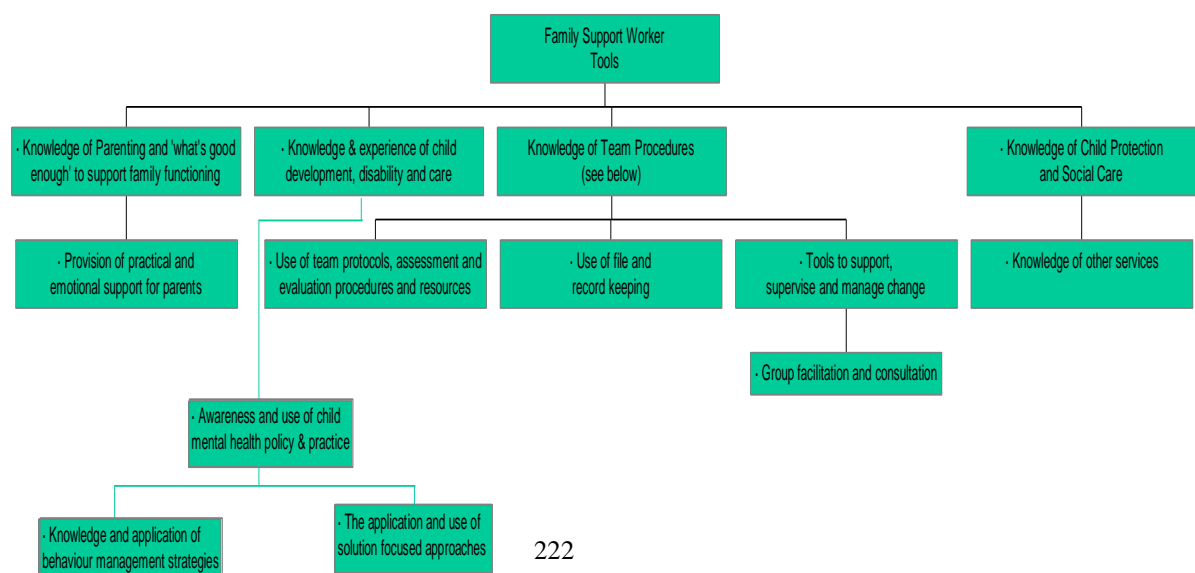 Family Support Worker
Tools
· Knowledge of Parenting and 'what's good
enough' to support family functioning
· Knowledge & experience of child
development, disability and care
Knowledge of Team Procedures
(see below)
· Knowledge of Child Protection
and Social Care
· Provision of practical and
emotional support for parents
· Use of team protocols, assessment and
evaluation procedures and resources
· Use of file and
record keeping
· Tools to support,
supervise and manage change
· Knowledge of other services
· Group facilitation and consultation
· Awareness and use of child
mental health policy & practice
· Knowledge and application of
behaviour management strategies
· The application and use of
solution focused approaches
222